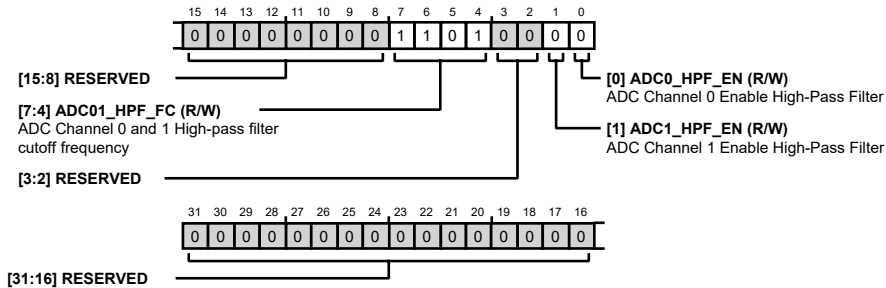 15 14 13 12 11 10 9 8 7 6 5 4 3 2 1 0
0 0 0 0 0 0 0 0 1 1 0 1 0 0 0 0
[15:8] RESERVED
[7:4] ADC01_HPF_FC (R/W)
ADC Channel 0 and 1 High-pass filter
cutoff frequency
[3:2] RESERVED
[0] ADC0_HPF_EN (R/W)
ADC Channel 0 Enable High-Pass Filter
[1] ADC1_HPF_EN (R/W)
ADC Channel 1 Enable High-Pass Filter
31 30 29 28 27 26 25 24 23 22 21 20 19 18 17 16
0 0 0 0 0 0 0 0 0 0 0 0 0 0 0 0
[31:16] RESERVED